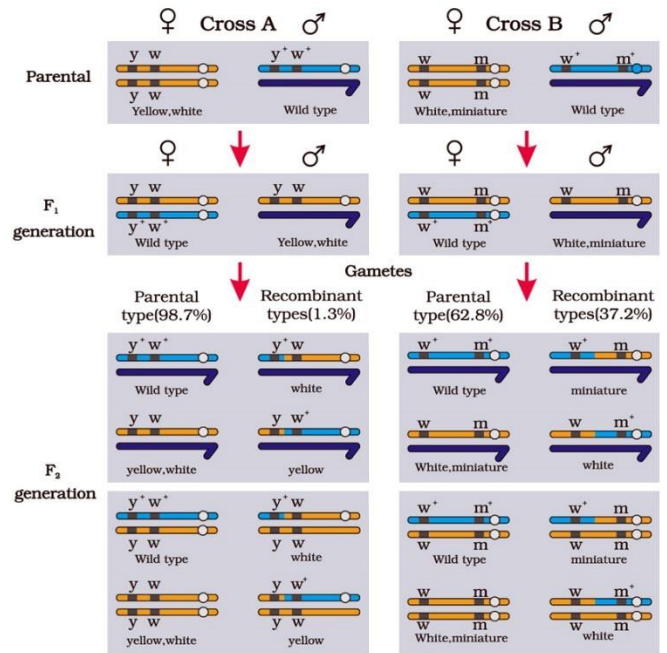 ♀ Cross A ♂
♀ Cross B ♂
Parental
y w
y w
Yellow,white
y⁺ w⁺
Wild type
w m
w m
White,miniature
w⁺ m⁺
Wild type
F₁
generation
♀ ♂
y w
y⁺ w⁺
Wild type
y w
Yellow,white
♀ ♂
w m
w⁺ m⁺
Wild type
w m
White,miniature
Gametes
Parental
type(98.7%)
Recombinant
types(1.3%)
Parental
type(62.8%)
Recombinant
types(37.2%)
F₂
generation
y⁺ w⁺
Wild type
y⁺ w
white
y w
yellow,white
y w⁺
yellow
w⁺ m⁺
Wild type
w⁺ m
miniature
w m
White,miniature
w m⁺
white
y⁺ w⁺
y w
Wild type
y⁺ w
y w
white
y w
y w
yellow,white
y w⁺
y w
yellow
w⁺ m⁺
w m
Wild type
w⁺ m
w m
miniature
w m
w m
White,miniature
w m⁺
w m
white